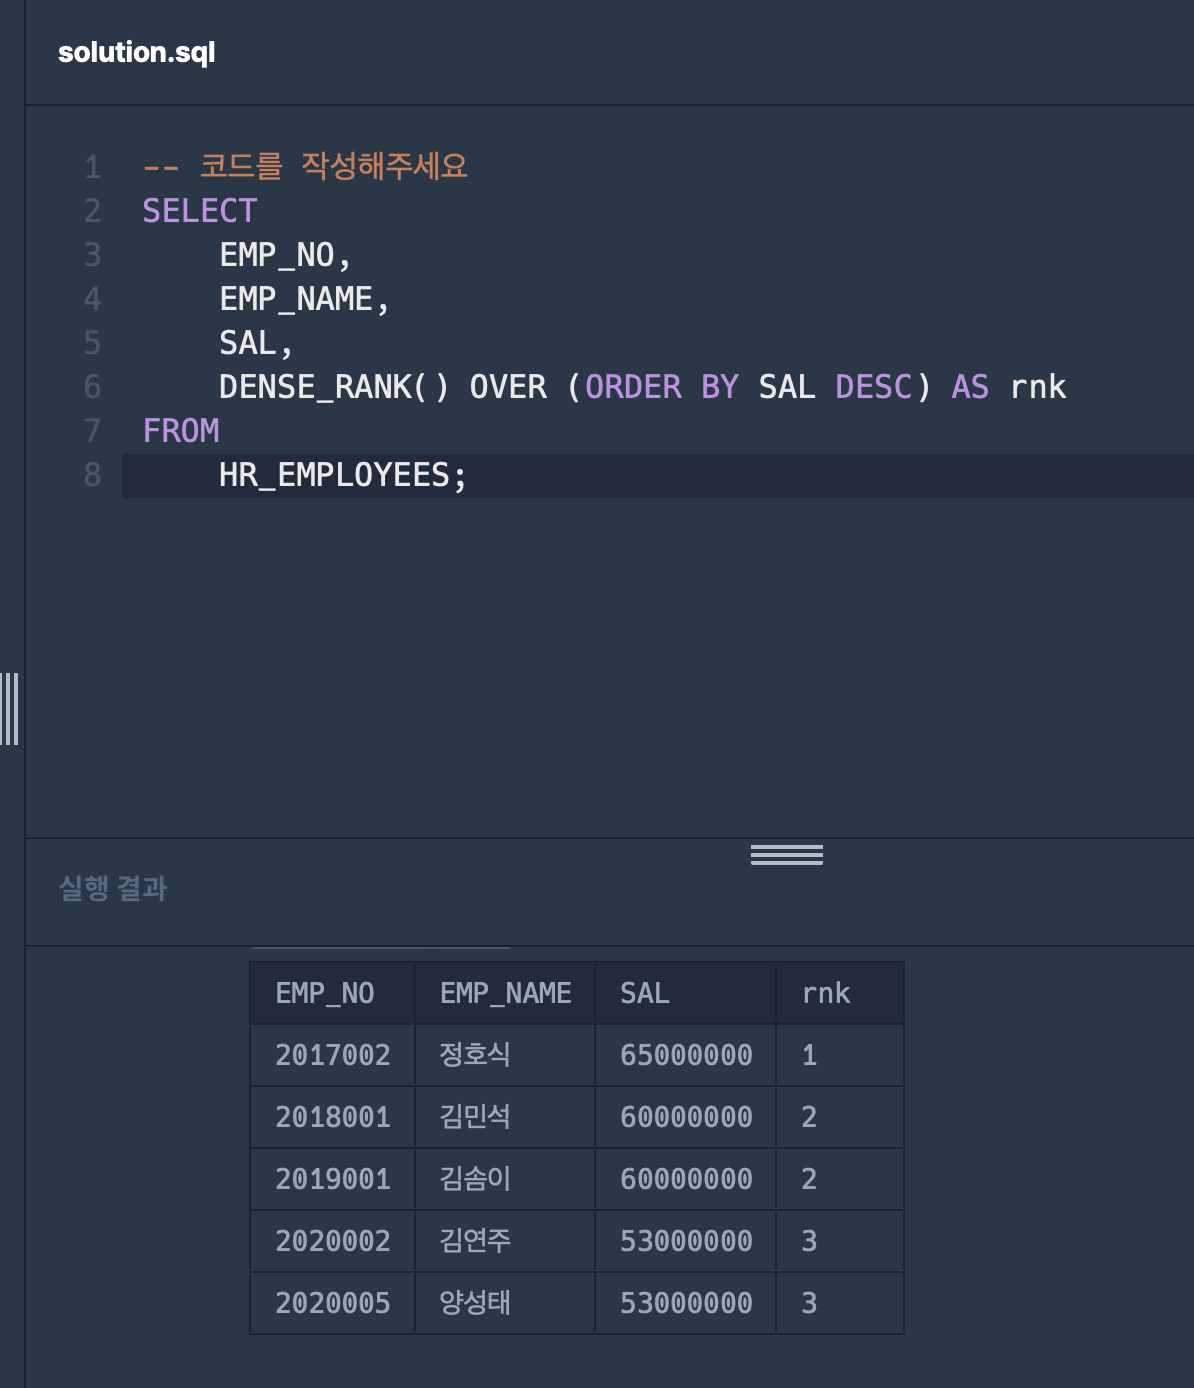 solution.sql
1 -- 코드를 작성해주세요
2 SELECT
3     EMP_NO,
4     EMP_NAME,
5     SAL,
6     DENSE_RANK() OVER (ORDER BY SAL DESC) AS rnk
7 FROM
8     HR_EMPLOYEES;
실행 결과
EMP_NO EMP_NAME SAL rnk
2017002 정호식 65000000 1
2018001 김민석 60000000 2
2019001 김솜이 60000000 2
2020002 김연주 53000000 3
2020005 양성태 53000000 3